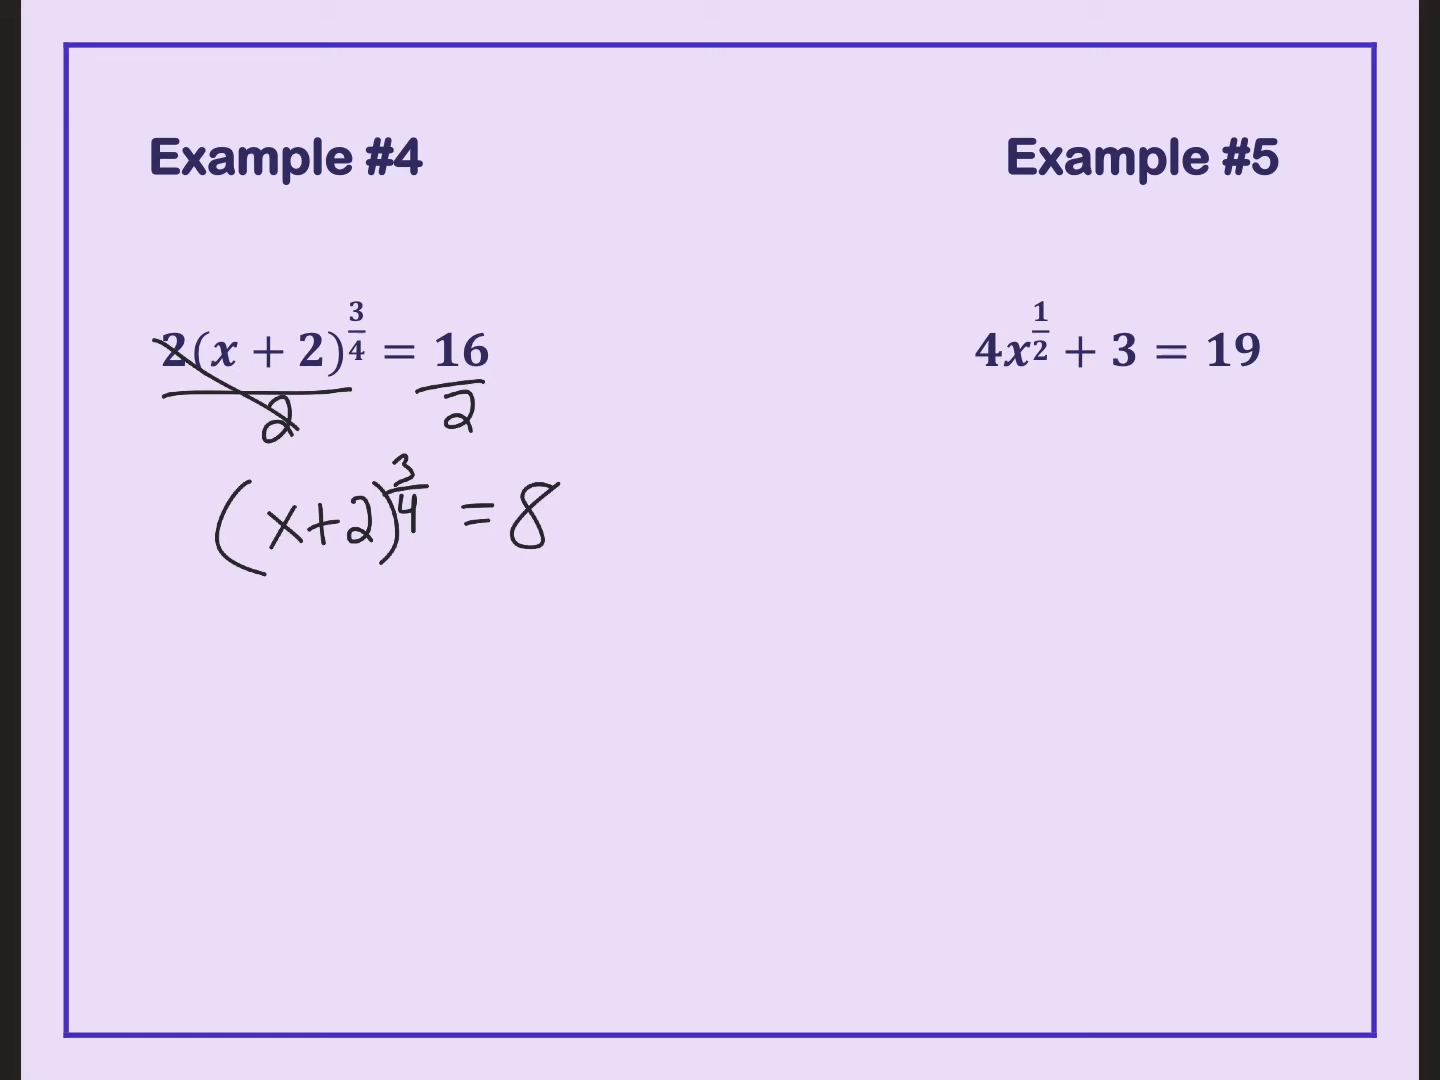 Example #4
2(x + 2)^{3/4} = 16
2 2
(x+2)^{3/4} = 8
Example #5
4x^{1/2} + 3 = 19